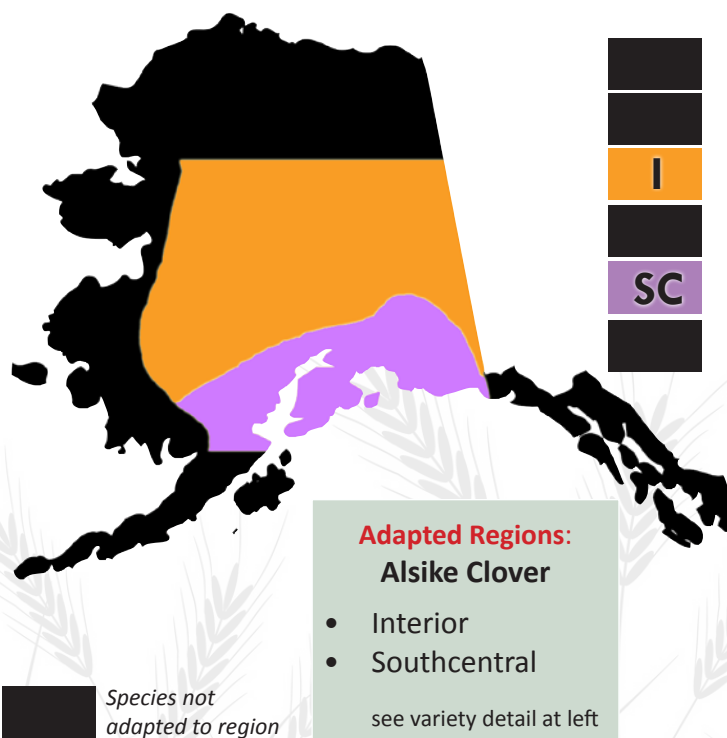 I
SC
Adapted Regions:
Alsike Clover
• Interior
• Southcentral
see variety detail at left
Species not
adapted to region